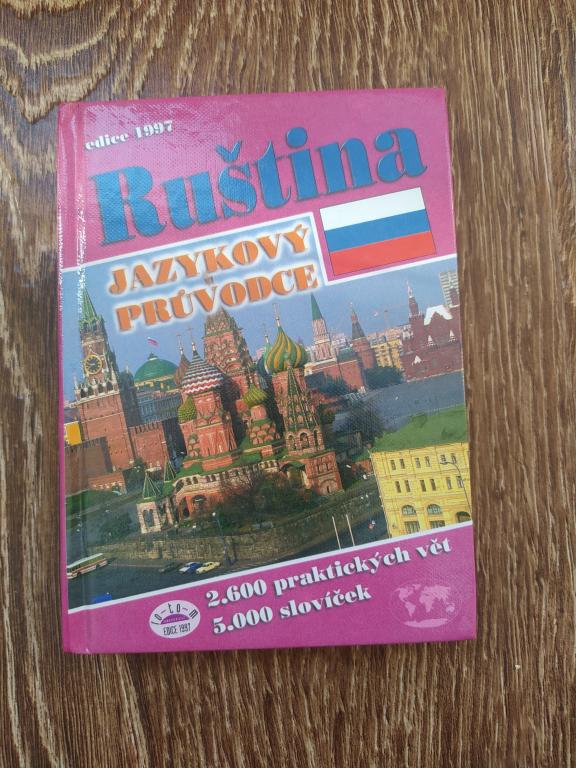 edice 1997
Ruština
JAZYKOVÝ
PRŮVODCE
2.600 praktických vět
5.000 slovíček
EDICE 1997